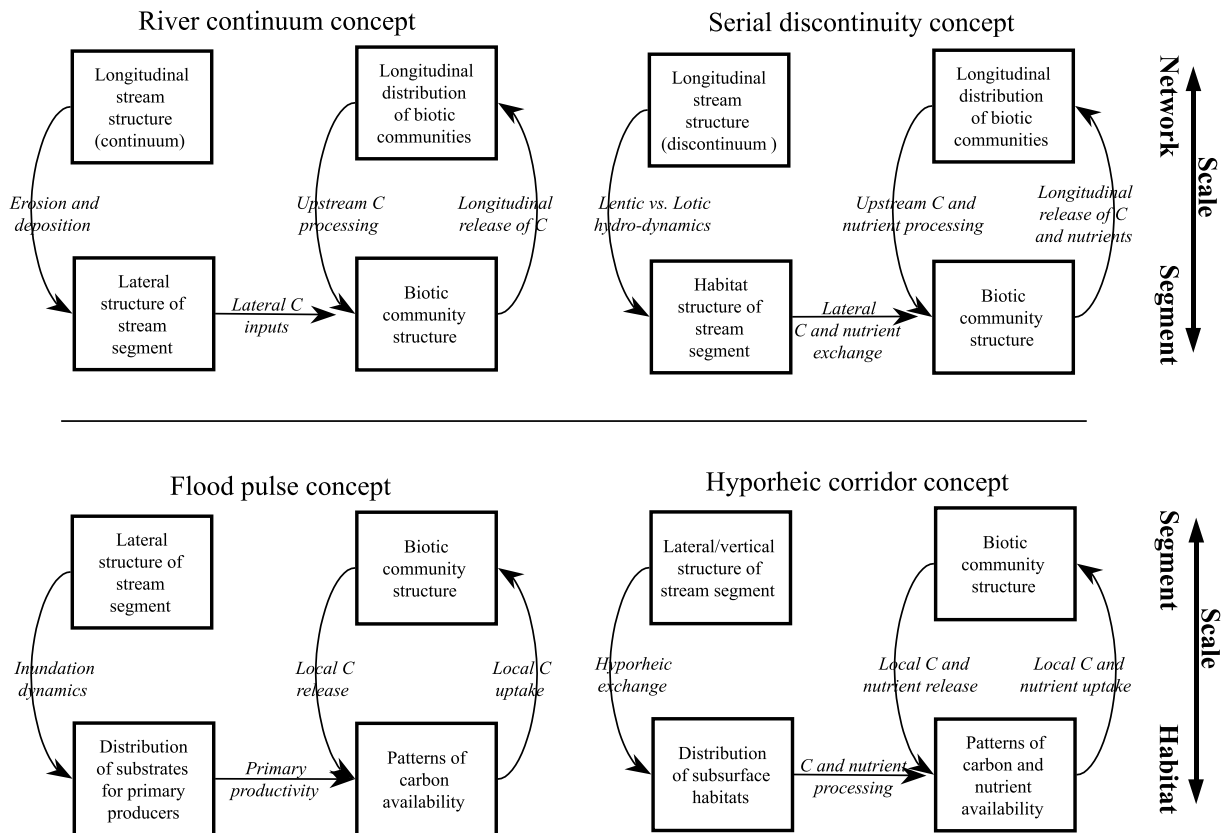 River continuum concept
Longitudinal
stream
structure
(continuum)
Longitudinal
distribution
of biotic
communities
Erosion and
deposition
Upstream C
processing
Longitudinal
release of C
Lateral
structure of
stream
segment
Lateral C
inputs
Biotic
community
structure
Serial discontinuity concept
Longitudinal
stream
structure
(discontinuum )
Longitudinal
distribution
of biotic
communities
Lentic vs. Lotic
hydro-dynamics
Upstream C and
nutrient processing
Longitudinal
release of C
and nutrients
Habitat
structure of
stream
segment
Lateral
C and nutrient
exchange
Biotic
community
structure
Network
Scale
Segment
Flood pulse concept
Lateral
structure of
stream
segment
Biotic
community
structure
Inundation
dynamics
Local C
release
Local C
uptake
Distribution
of substrates
for primary
producers
Primary
productivity
Patterns of
carbon
availability
Hyporheic corridor concept
Lateral/vertical
structure of
stream segment
Biotic
community
structure
Hyporheic
exchange
Local C and
nutrient release
Local C and
nutrient uptake
Distribution
of subsurface
habitats
C and nutrient
processing
Patterns of
carbon and
nutrient
availability
Segment
Scale
Habitat